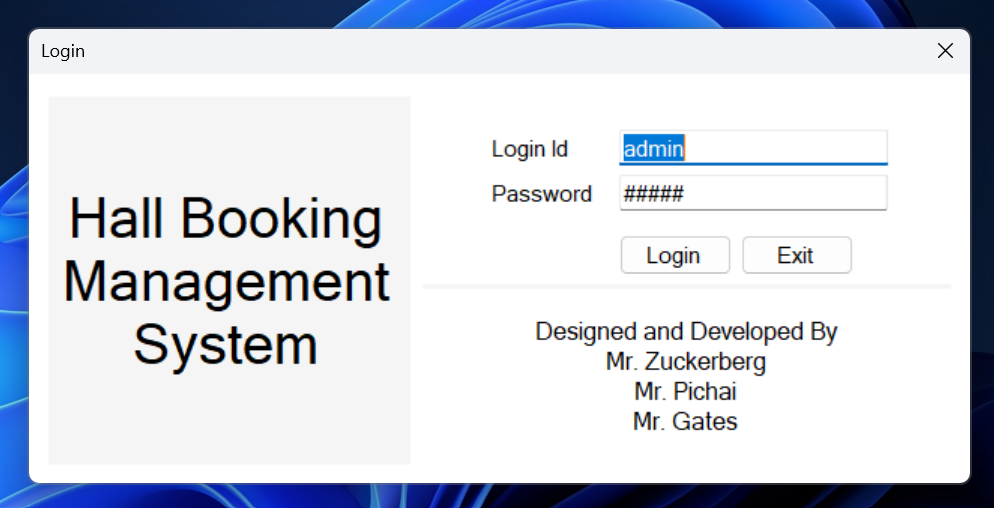 Login
Hall Booking
Management
System
Login Id
admin
Password
#####
Login
Exit
Designed and Developed By
Mr. Zuckerberg
Mr. Pichai
Mr. Gates